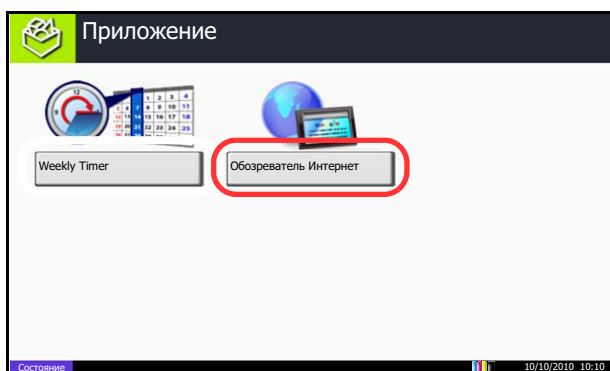 Приложение
Weekly Timer
Обозреватель Интернет
Состояние
10/10/2010 10:10